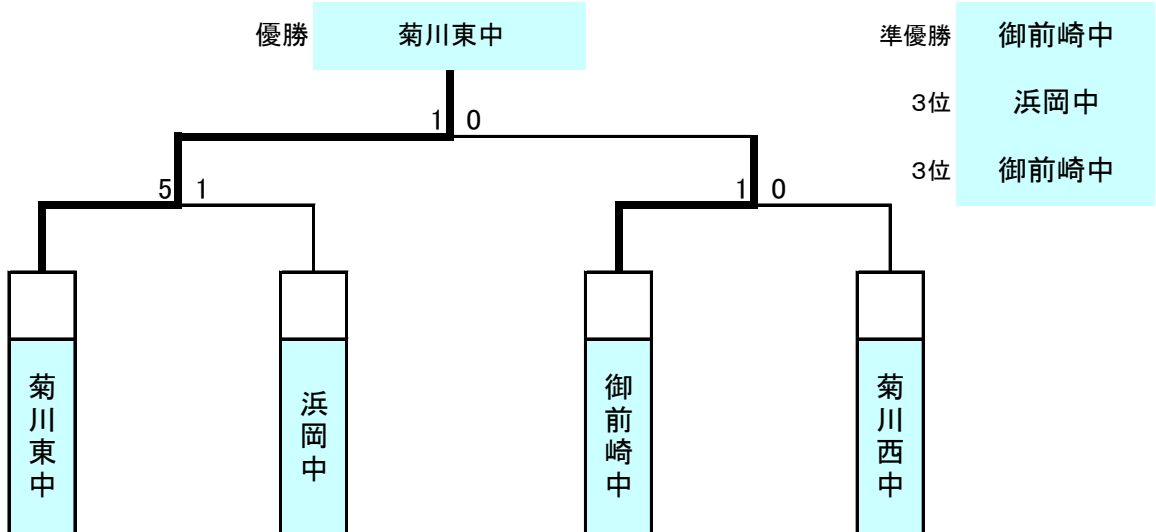 優勝 菊川東中 準優勝 御前崎中
1 0 3位 浜岡中
5 1 1 0 3位 御前崎中
菊川東中
浜岡中
御前崎中
菊川西中